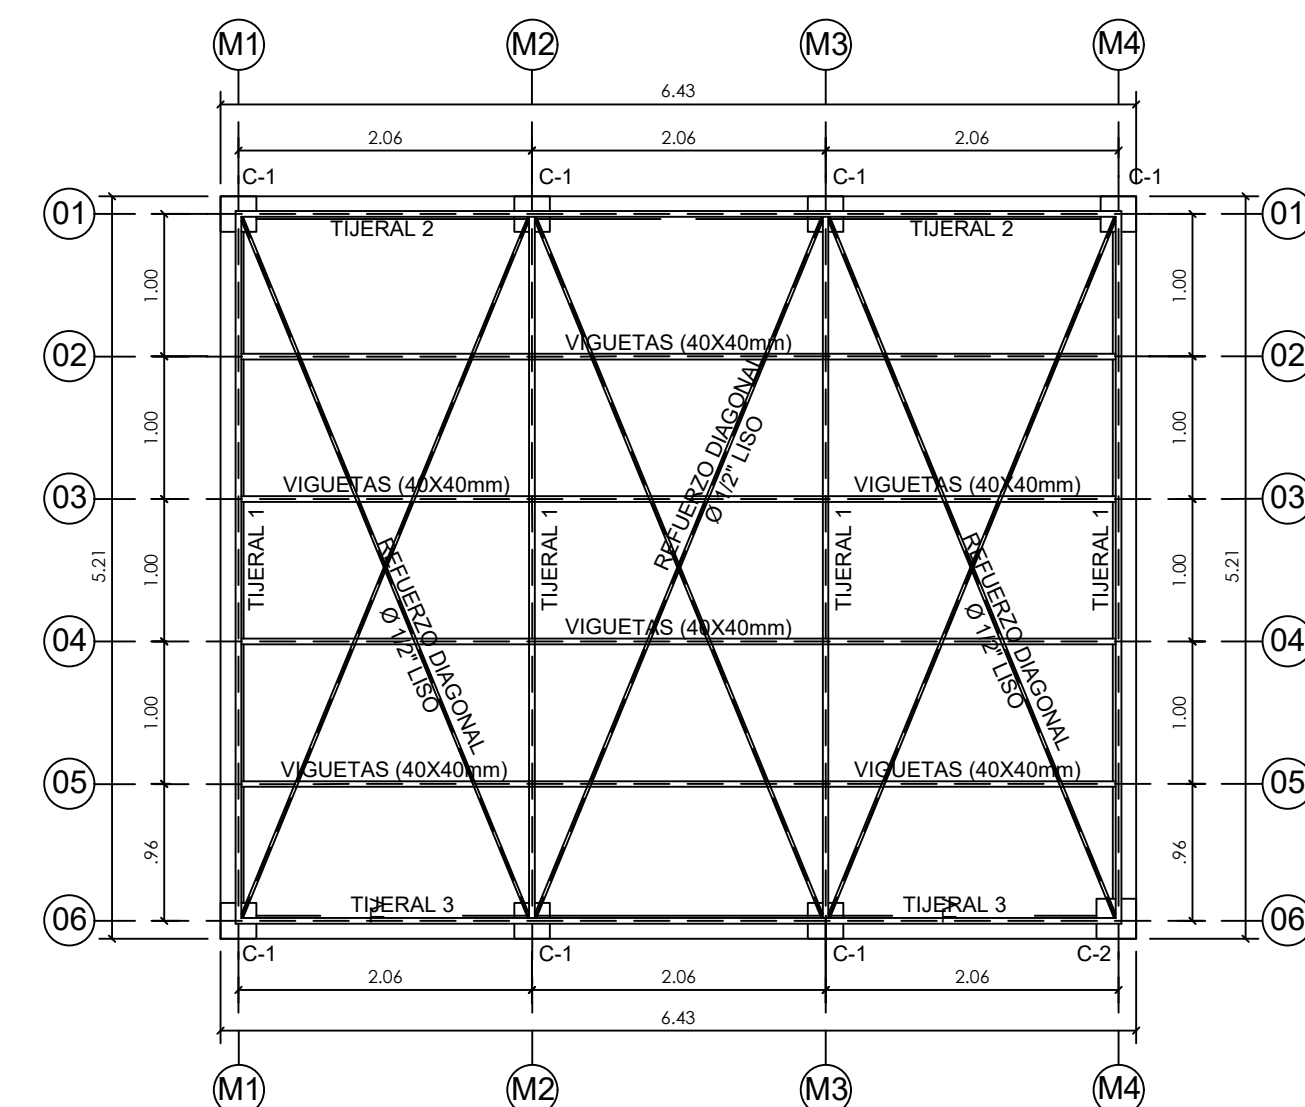 M1 M2 M3 M4
6.43
2.06 2.06 2.06
C-1 C-1 C-1 C-1
01 01
TIJERAL 2 TIJERAL 2
1.00 1.00
VIGUETAS (40X40mm)
02 02
REFUERZO DIAGONAL
Ø 1/2" LISO
1.00 1.00
VIGUETAS (40X40mm) VIGUETAS (40X40mm)
03 03
TIJERAL 1 TIJERAL 1 TIJERAL 1 TIJERAL 1
5.21 1.00 1.00 5.21
REFUERZO DIAGONAL
Ø 1/2" LISO
REFUERZO DIAGONAL
Ø 1/2" LISO
VIGUETAS (40X40mm)
04 04
1.00 1.00
VIGUETAS (40X40mm) VIGUETAS (40X40mm)
05 05
.96 .96
TIJERAL 3 TIJERAL 3
06 06
C-1 C-1 C-1 C-2
2.06 2.06 2.06
6.43
M1 M2 M3 M4